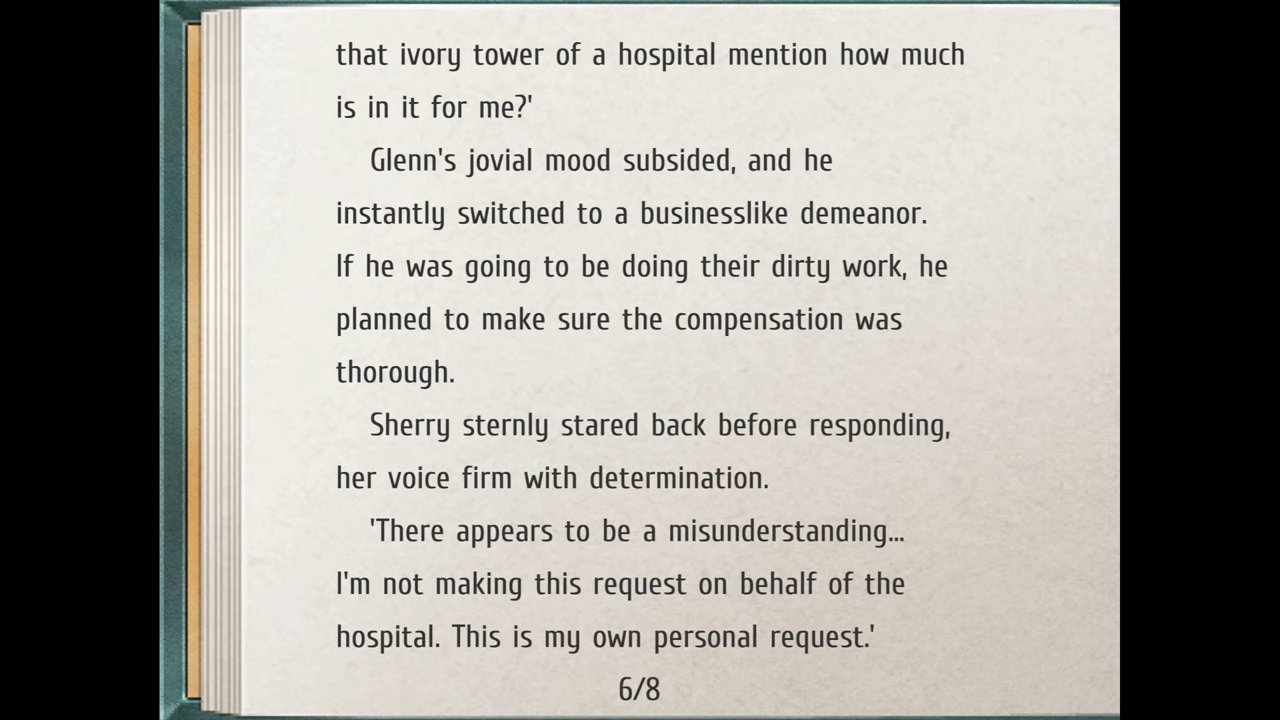 that ivory tower of a hospital mention how much
is in it for me?'
Glenn's jovial mood subsided, and he
instantly switched to a businesslike demeanor.
If he was going to be doing their dirty work, he
planned to make sure the compensation was
thorough.
Sherry sternly stared back before responding,
her voice firm with determination.
'There appears to be a misunderstanding...
I'm not making this request on behalf of the
hospital. This is my own personal request.'
6/8